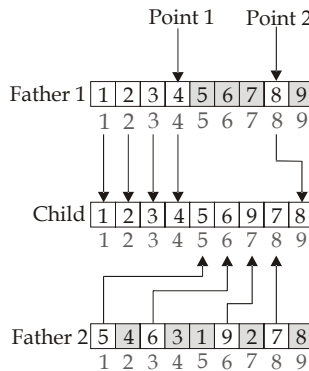 Point 1 Point 2
Father 1 1 2 3 4 5 6 7 8 9
1 2 3 4 5 6 7 8 9
Child 1 2 3 4 5 6 9 7 8
1 2 3 4 5 6 7 8 9
Father 2 5 4 6 3 1 9 2 7 8
1 2 3 4 5 6 7 8 9